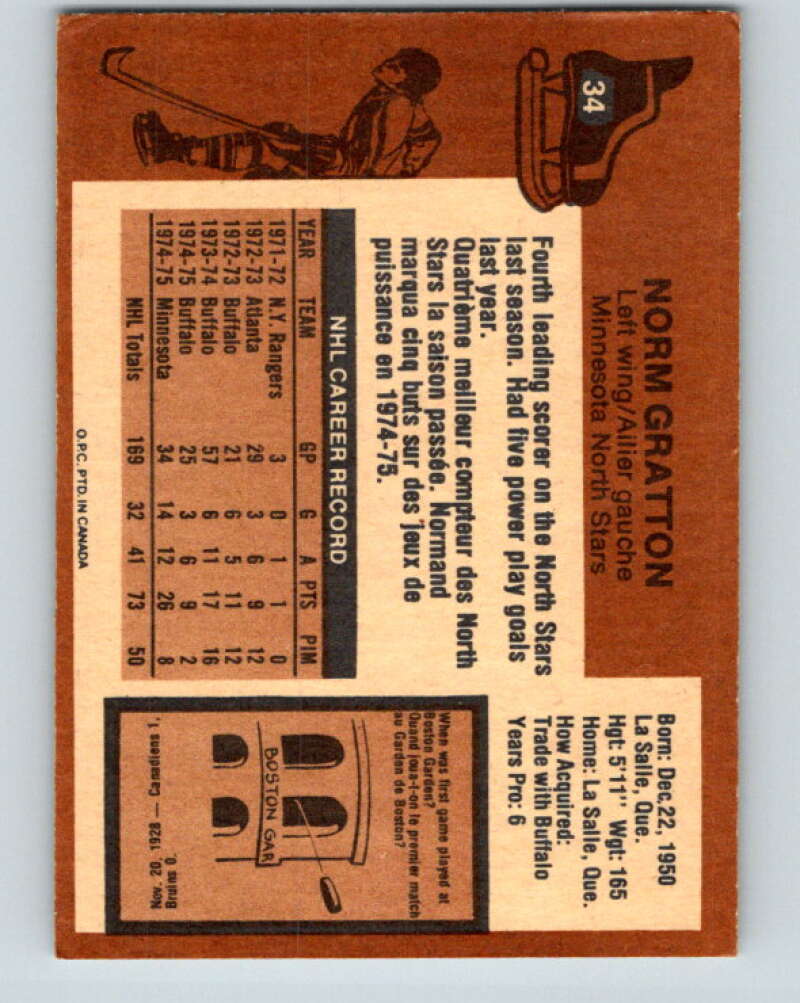 34
NORM GRATTON
Left wing/Ailier gauche
Minnesota North Stars
Born: Dec. 22, 1950
La Salle, Que.
Hgt: 5'11" Wgt: 165
Home: La Salle, Que.
How Acquired:
Trade with Buffalo
Years Pro: 6
Fourth leading scorer on the North Stars
last season. Had five power play goals
last year.
Quatrième meilleur compteur des North
Stars la saison passée. Normand
marqua cinq buts sur des jeux de
puissance en 1974-75.
NHL CAREER RECORD
YEAR TEAM GP G A PTS PIM
1971-72 N.Y. Rangers 3 0 1 1 0
1972-73 Atlanta 29 3 6 9 12
1972-73 Buffalo 21 6 5 11 12
1973-74 Buffalo 57 6 11 17 16
1974-75 Buffalo 25 3 6 9 2
1974-75 Minnesota 34 14 12 26 8
NHL Totals 169 32 41 73 50
When was first game played at
Boston Garden?
Quand joua-t-on le premier match
au Garden de Boston?
BOSTON GAR
Nov. 20, 1928 — Canadiens 1,
Bruins 0.
O.P.C. PTD. IN CANADA